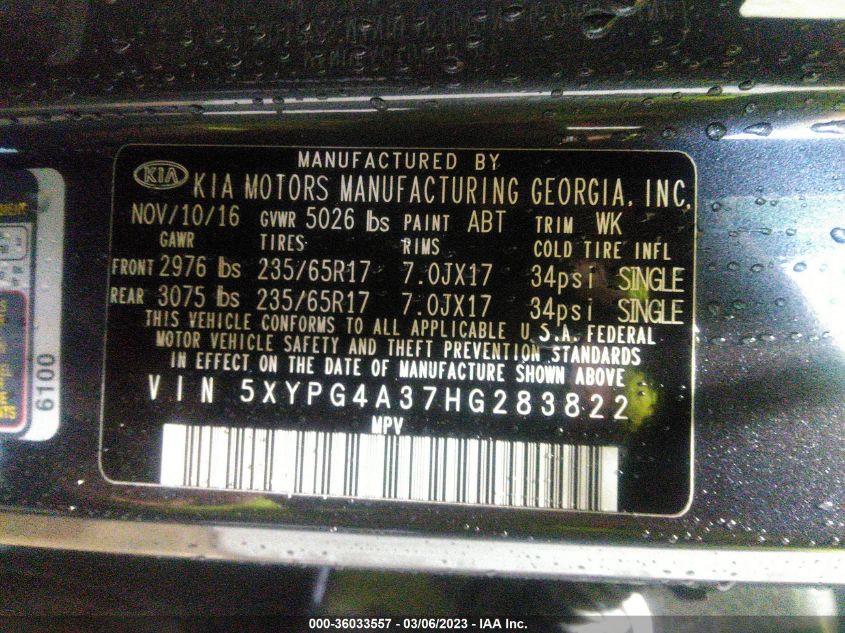 MANUFACTURED BY
KIA KIA MOTORS MANUFACTURING GEORGIA, INC.
NOV/10/16 GVWR 5026 lbs PAINT ABT TRIM WK
GAWR TIRES RIMS COLD TIRE INFL
FRONT 2976 lbs 235/65R17 7.0JX17 34psi SINGLE
REAR 3075 lbs 235/65R17 7.0JX17 34psi SINGLE
THIS VEHICLE CONFORMS TO ALL APPLICABLE U.S.A. FEDERAL
MOTOR VEHICLE SAFETY AND THEFT PREVENTION STANDARDS
IN EFFECT ON THE DATE OF MANUFACTURE SHOWN ABOVE
VIN 5XYPG4A37HG283822
MPV
6100
000-36033557 - 03/06/2023 - IAA Inc.